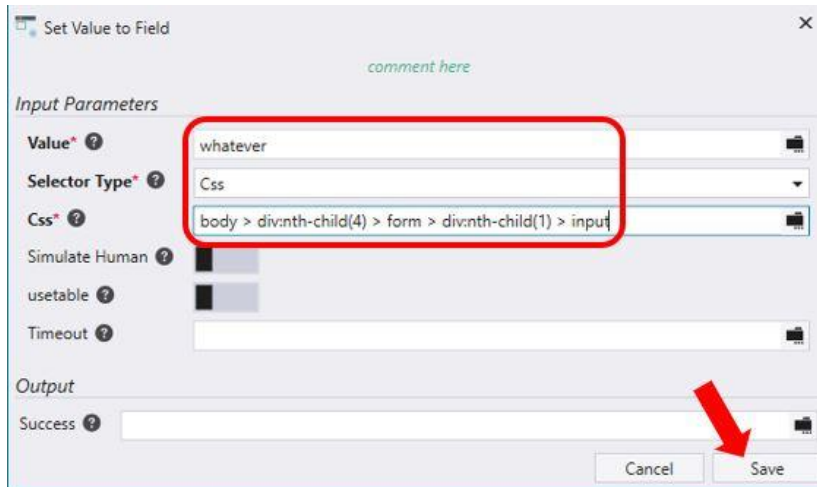 Set Value to Field
comment here
Input Parameters
Value* whatever
Selector Type* Css
Css* body > div:nth-child(4) > form > div:nth-child(1) > input
Simulate Human
usetable
Timeout
Output
Success
Cancel Save